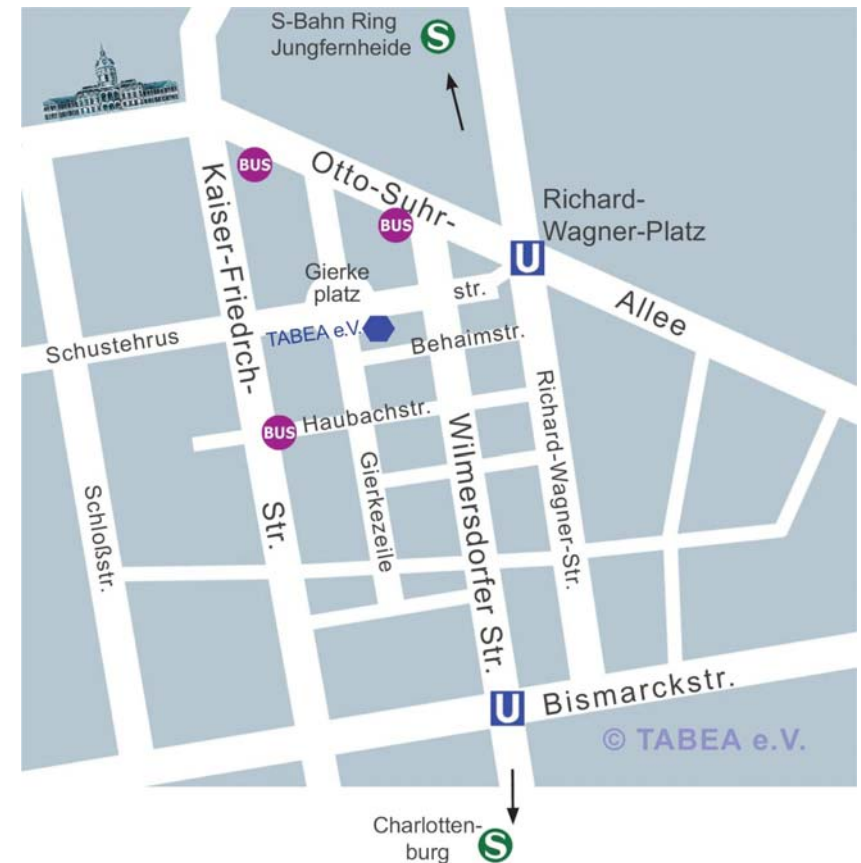 S-Bahn Ring
Jungfernheide
S
BUS
Otto-Suhr-
BUS
Richard-
Wagner-Platz
U
Allee
Kaiser-Friedrch-
Str.
Gierke
platz
str.
TABEA e.V.
Schustehrus
Behaimstr.
BUS
Haubachstr.
Richard-Wagner-Str.
Wilmersdorfer Str.
Gierkezeile
Schloßstr.
U
Bismarckstr.
© TABEA e.V.
Charlotten-
burg
S